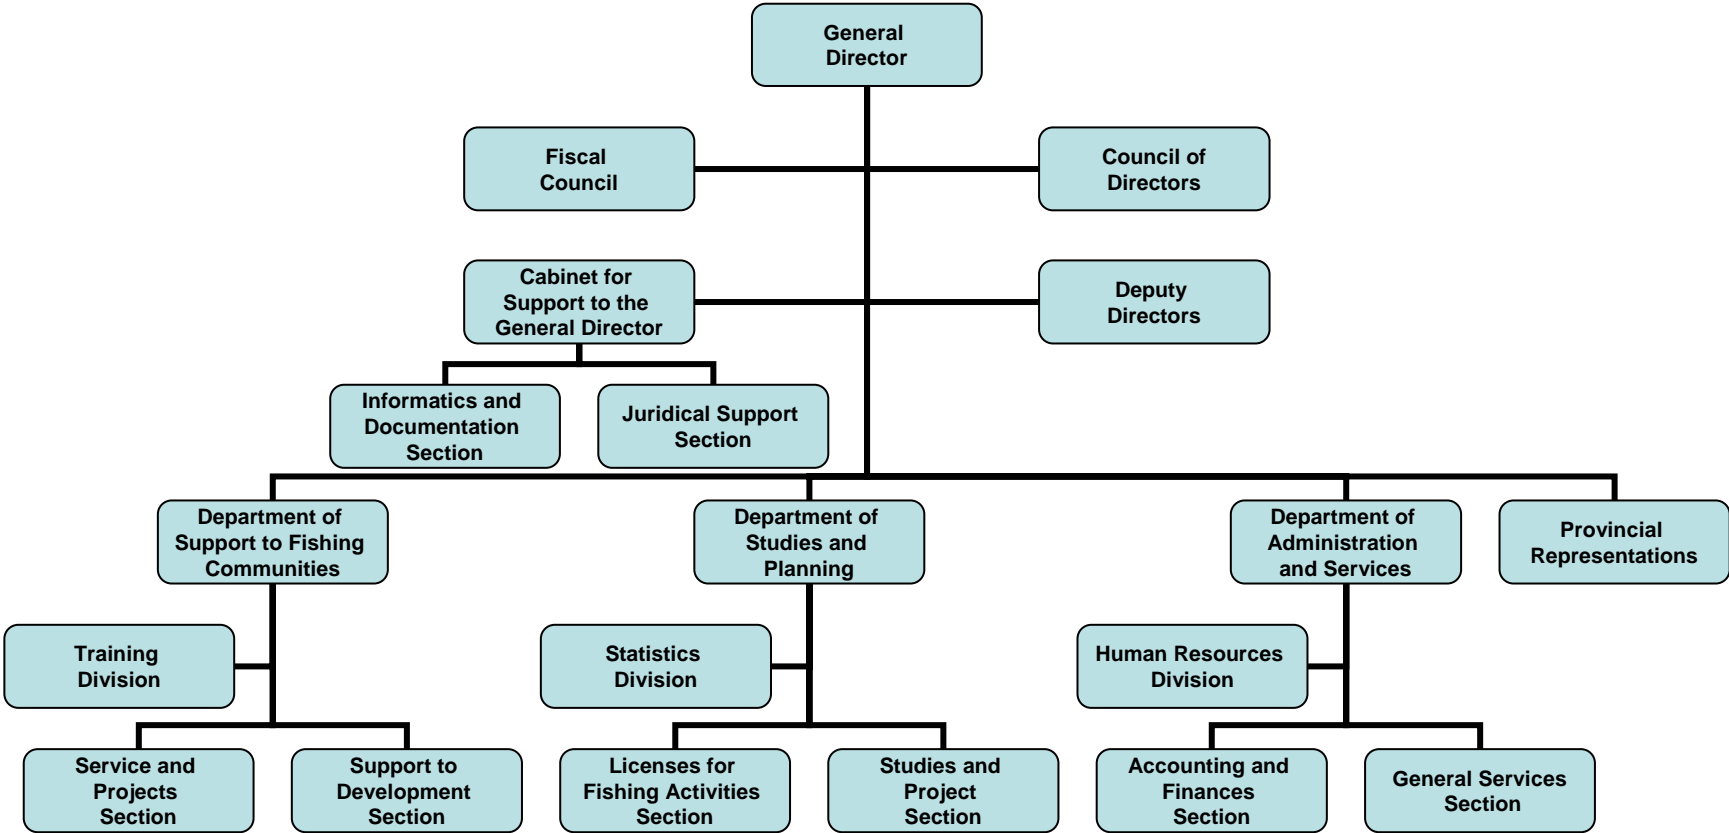 General
Director
Fiscal
Council
Council of
Directors
Cabinet for
Support to the
General Director
Deputy
Directors
Informatics and
Documentation
Section
Juridical Support
Section
Department of
Support to Fishing
Communities
Department of
Studies and
Planning
Department of
Administration
and Services
Provincial
Representations
Training
Division
Statistics
Division
Human Resources
Division
Service and
Projects
Section
Support to
Development
Section
Licenses for
Fishing Activities
Section
Studies and
Project
Section
Accounting and
Finances
Section
General Services
Section